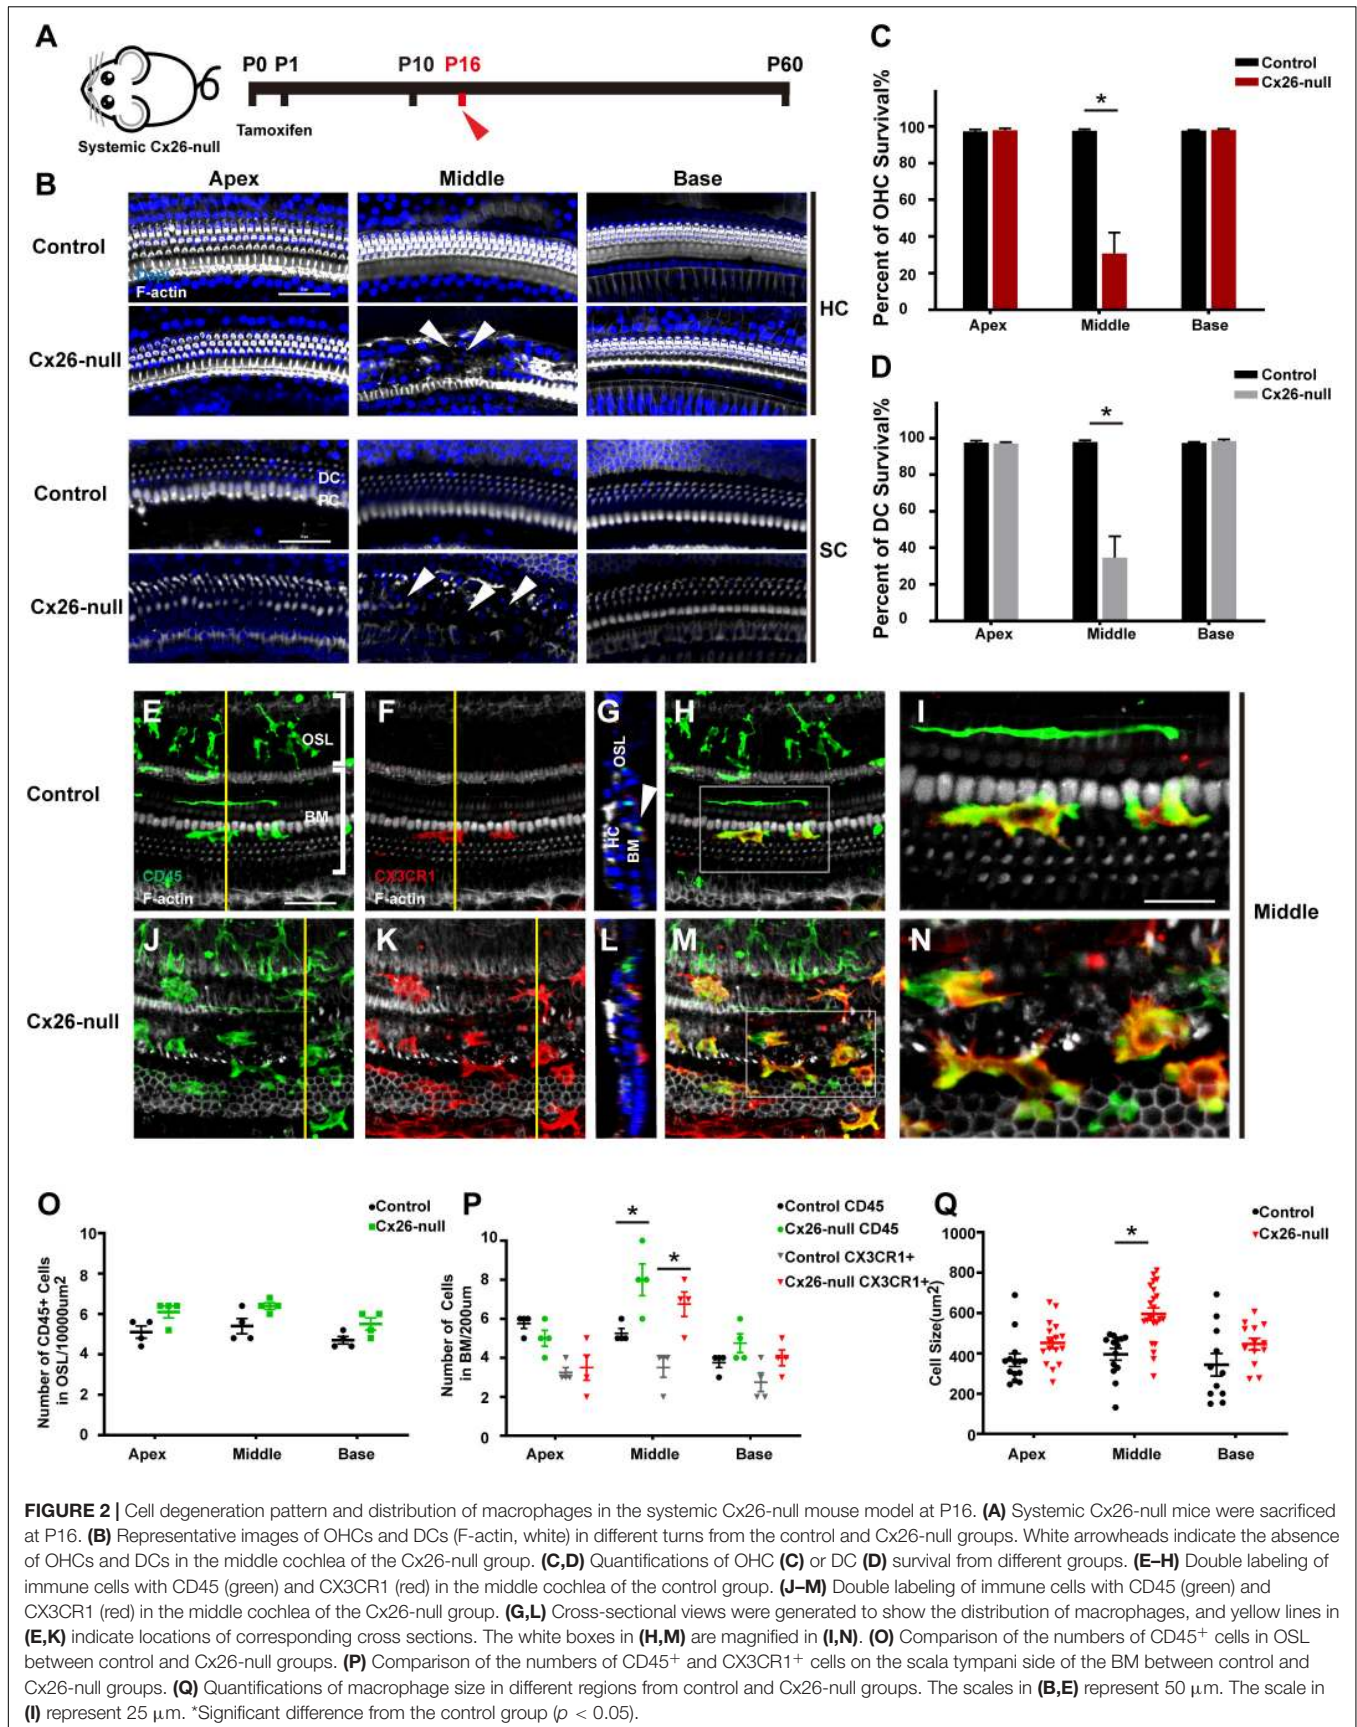 A
P0 P1 P10 P16 P60
Tamoxifen
Systemic Cx26-null
B
Apex Middle Base
Control
F-actin
Cx26-null
HC
Control
DC
PC
Cx26-null
SC
C
Control
Cx26-null
Percent of OHC Survival%
100
80
60
40
20
0
Apex Middle Base
*
D
Control
Cx26-null
Percent of DC Survival%
100
80
60
40
20
0
Apex Middle Base
*
E F G H I
OSL
BM
CD45
F-actin
CX3CR1
F-actin
OSL
HC
BM
Control
J K L M N
Cx26-null
Middle
O
Control
Cx26-null
Number of CD45+ Cells
in OSL/10000um2
10
8
6
4
2
0
Apex Middle Base
P
Control CD45
Cx26-null CD45
Control CX3CR1+
Cx26-null CX3CR1+
Number of Cells
in BM/200um
10
8
6
4
2
0
Apex Middle Base
* *
Q
Control
Cx26-null
Cell Size(um2)
1000
800
600
400
200
0
Apex Middle Base
*
FIGURE 2 | Cell degeneration pattern and distribution of macrophages in the systemic Cx26-null mouse model at P16. (A) Systemic Cx26-null mice were sacrificed
at P16. (B) Representative images of OHCs and DCs (F-actin, white) in different turns from the control and Cx26-null groups. White arrowheads indicate the absence
of OHCs and DCs in the middle cochlea of the Cx26-null group. (C,D) Quantifications of OHC (C) or DC (D) survival from different groups. (E–H) Double labeling of
immune cells with CD45 (green) and CX3CR1 (red) in the middle cochlea of the control group. (J–M) Double labeling of immune cells with CD45 (green) and
CX3CR1 (red) in the middle cochlea of the Cx26-null group. (G,L) Cross-sectional views were generated to show the distribution of macrophages, and yellow lines in
(E,K) indicate locations of corresponding cross sections. The white boxes in (H,M) are magnified in (I,N). (O) Comparison of the numbers of CD45⁺ cells in OSL
between control and Cx26-null groups. (P) Comparison of the numbers of CD45⁺ and CX3CR1⁺ cells on the scala tympani side of the BM between control and
Cx26-null groups. (Q) Quantifications of macrophage size in different regions from control and Cx26-null groups. The scales in (B,E) represent 50 μm. The scale in
(I) represent 25 μm. *Significant difference from the control group (p < 0.05).